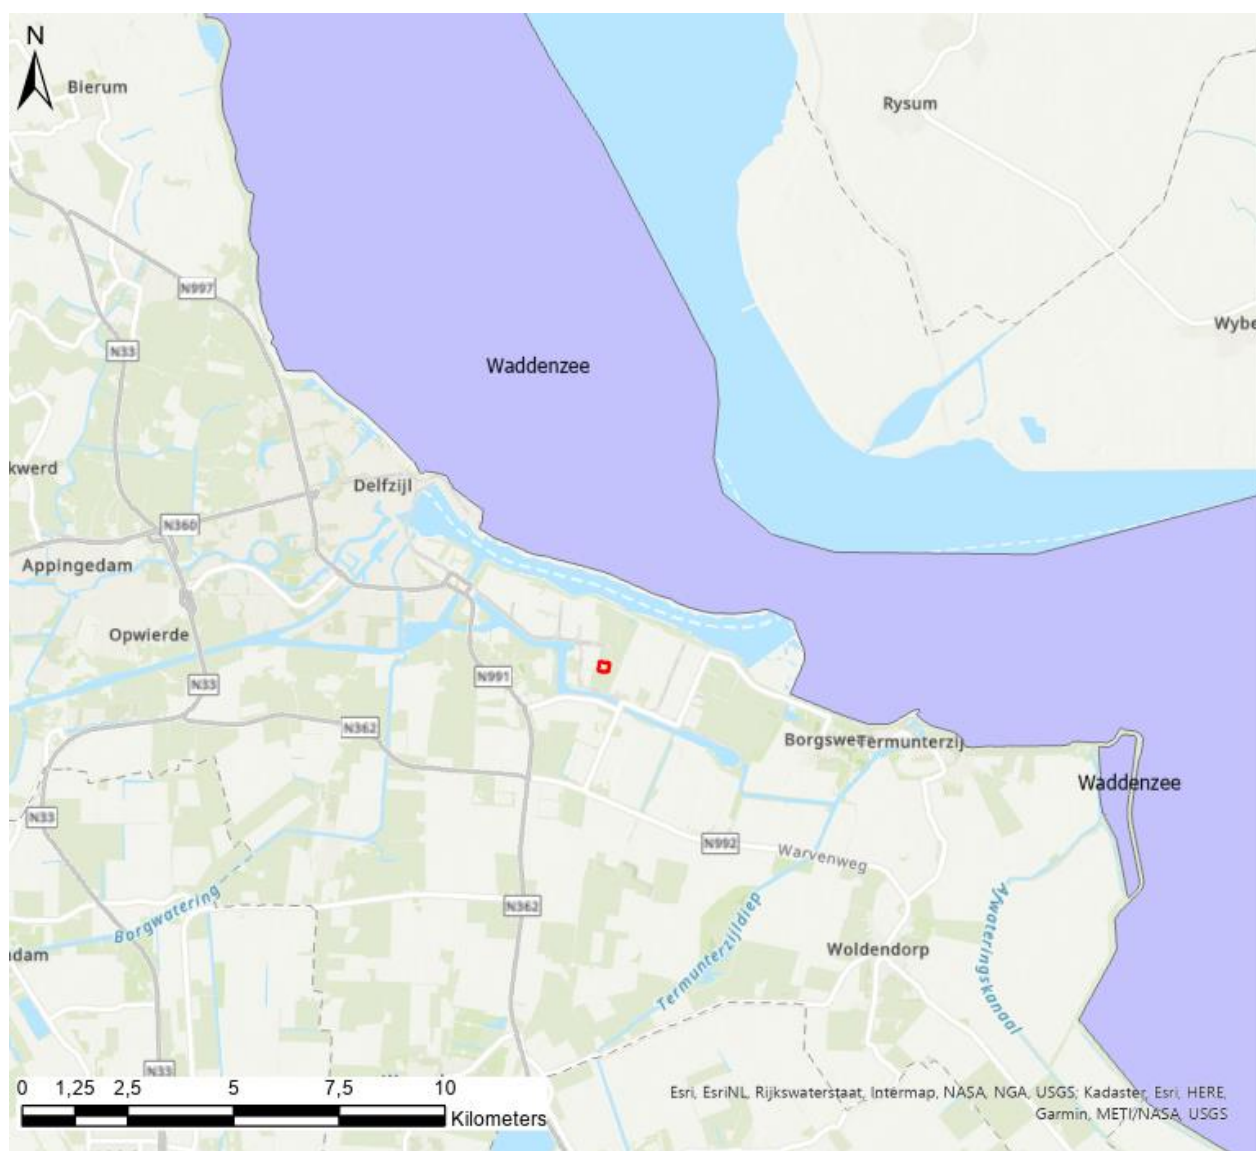 N
Bierum
Rysum
N997
Wybe
N33
Waddenzee
kwerd
Delfzijl
N360
Appingedam
Opwierde
N991
N33
N362
Borgswe
Termunterzij
Waddenzee
N33
N992
Warvenweg
Borgwatering
N362
Termunterzijldiep
Afwateringskanaal
Woldendorp
dam
N33
0 1,25 2,5 5 7,5 10
Kilometers
Esri, EsriNL, Rijkswaterstaat, Intermap, NASA, NGA, USGS; Kadaster, Esri, HERE,
Garmin, METI/NASA, USGS